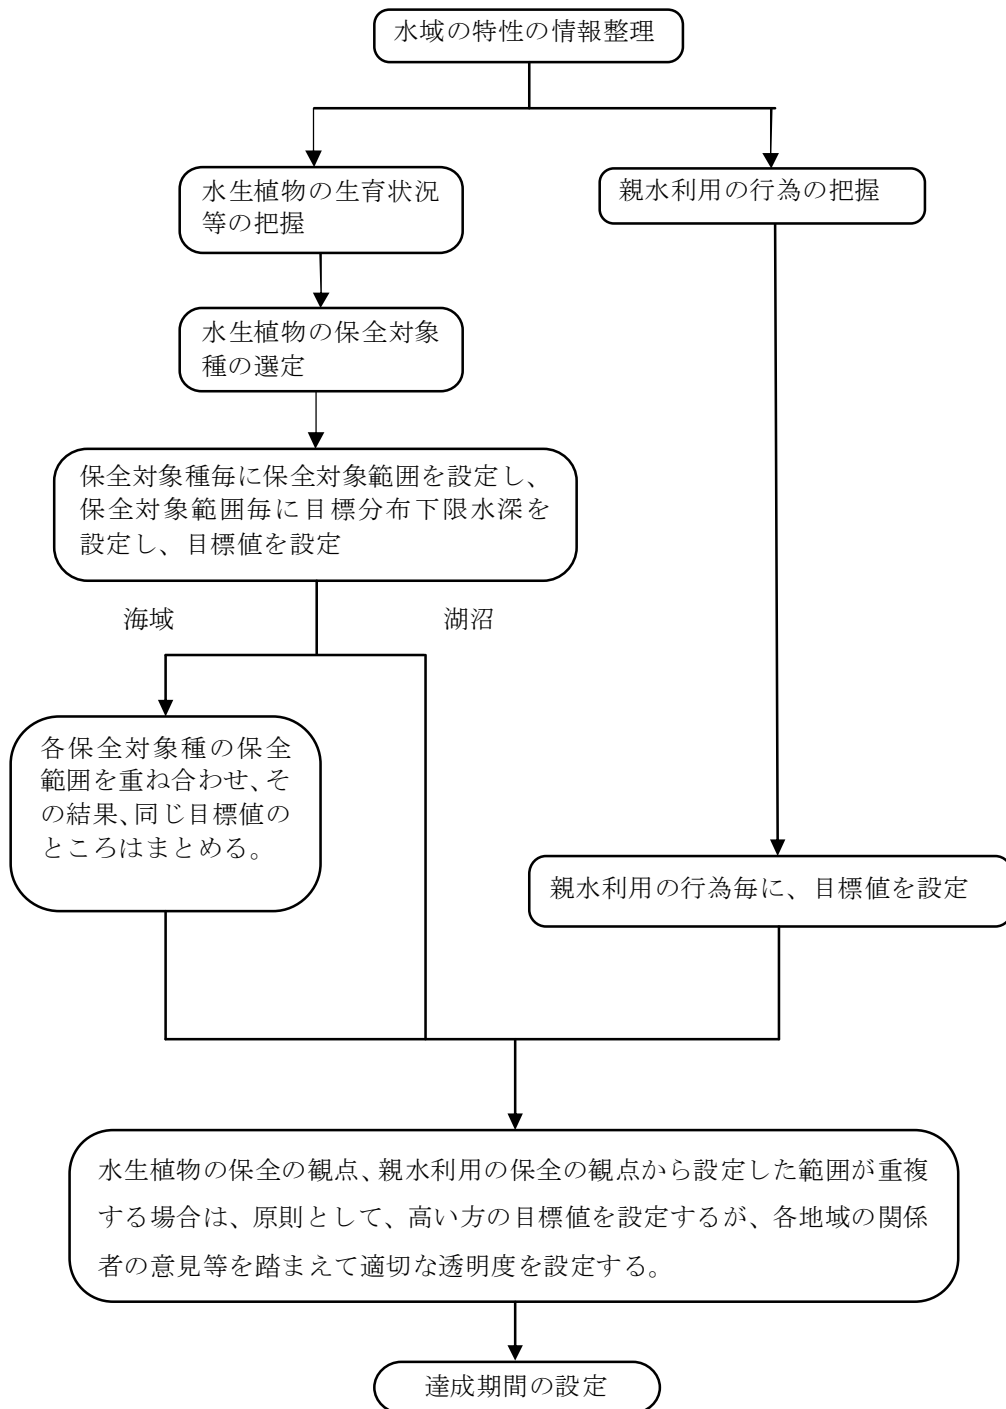 水域の特性の情報整理
水生植物の生育状況
等の把握
親水利用の行為の把握
水生植物の保全対象
種の選定
保全対象種毎に保全対象範囲を設定し、
保全対象範囲毎に目標分布下限水深を
設定し、目標値を設定
海域
湖沼
各保全対象種の保全
範囲を重ね合わせ、そ
の結果、同じ目標値の
ところはまとめる。
親水利用の行為毎に、目標値を設定
水生植物の保全の観点、親水利用の保全の観点から設定した範囲が重複
する場合は、原則として、高い方の目標値を設定するが、各地域の関係
者の意見等を踏まえて適切な透明度を設定する。
達成期間の設定